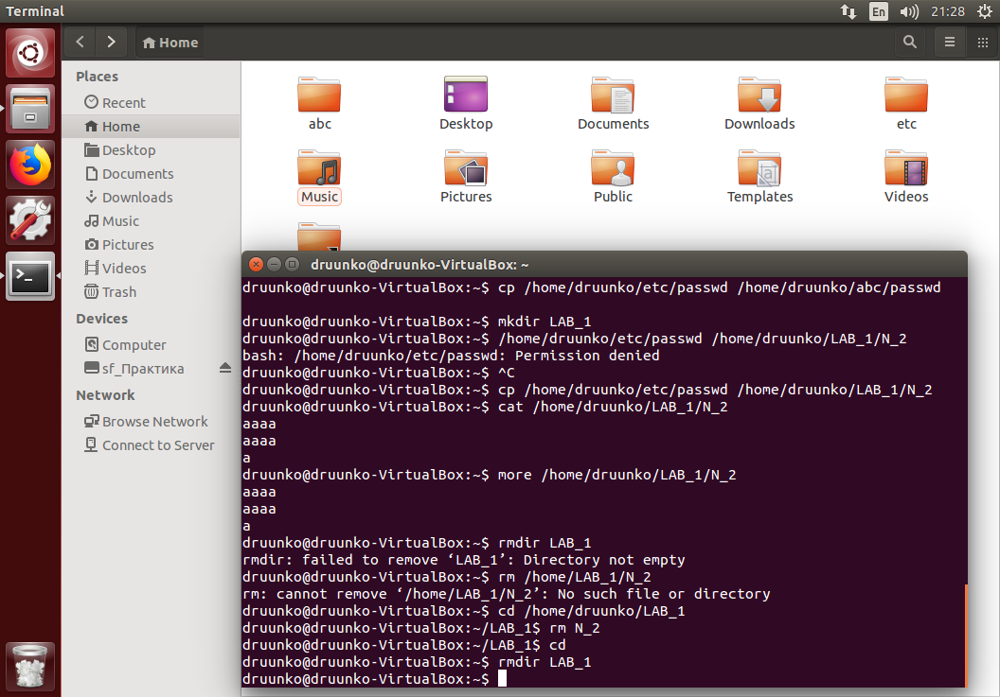 Terminal
En
21:28
Home
Places
Recent
Home
Desktop
Documents
Downloads
Music
Pictures
Videos
Trash
Devices
Computer
sf_Практика
Network
Browse Network
Connect to Server
abc
Desktop
Documents
Downloads
etc
Music
Pictures
Public
Templates
Videos
druunko@druunko-VirtualBox: ~
druunko@druunko-VirtualBox:~$ cp /home/druunko/etc/passwd /home/druunko/abc/passwd
druunko@druunko-VirtualBox:~$ mkdir LAB_1
druunko@druunko-VirtualBox:~$ /home/druunko/etc/passwd /home/druunko/LAB_1/N_2
bash: /home/druunko/etc/passwd: Permission denied
druunko@druunko-VirtualBox:~$ ^C
druunko@druunko-VirtualBox:~$ cp /home/druunko/etc/passwd /home/druunko/LAB_1/N_2
druunko@druunko-VirtualBox:~$ cat /home/druunko/LAB_1/N_2
aaaa
aaaa
a
druunko@druunko-VirtualBox:~$ more /home/druunko/LAB_1/N_2
aaaa
aaaa
a
druunko@druunko-VirtualBox:~$ rmdir LAB_1
rmdir: failed to remove ‘LAB_1’: Directory not empty
druunko@druunko-VirtualBox:~$ rm /home/LAB_1/N_2
rm: cannot remove ‘/home/LAB_1/N_2’: No such file or directory
druunko@druunko-VirtualBox:~$ cd /home/druunko/LAB_1
druunko@druunko-VirtualBox:~/LAB_1$ rm N_2
druunko@druunko-VirtualBox:~/LAB_1$ cd
druunko@druunko-VirtualBox:~$ rmdir LAB_1
druunko@druunko-VirtualBox:~$